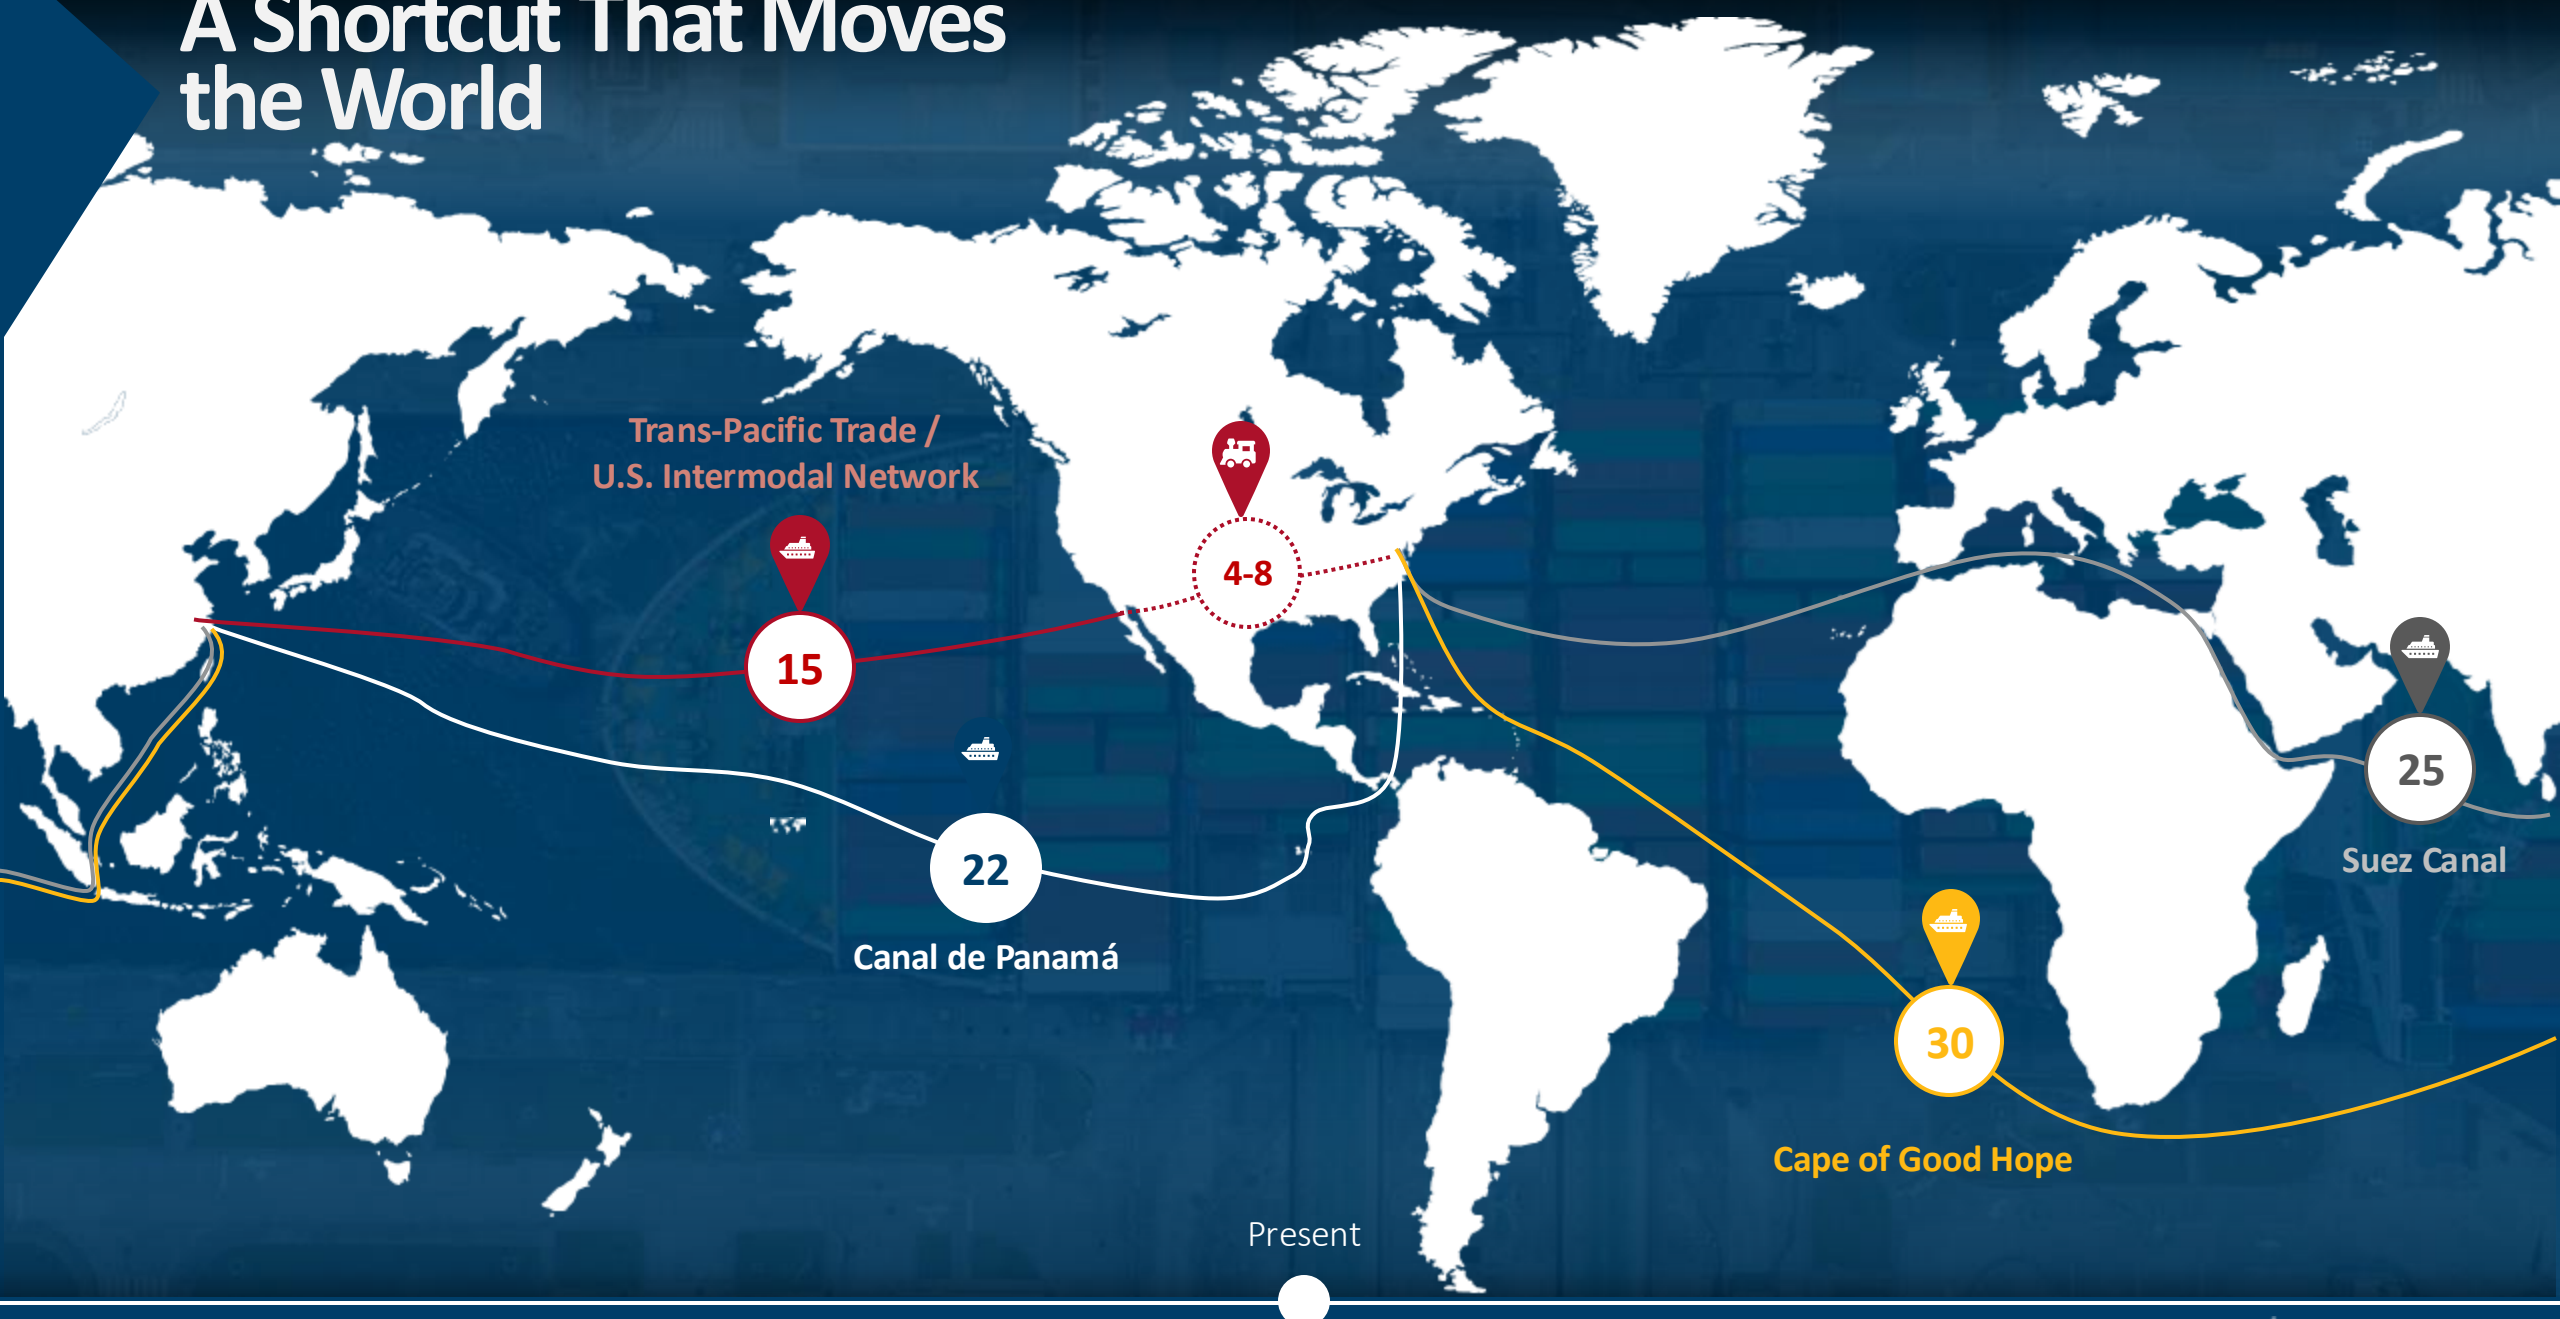 A Shortcut That Moves
the World
Trans-Pacific Trade /
U.S. Intermodal Network
4-8
15
22
Canal de Panamá
25
Suez Canal
30
Cape of Good Hope
Present